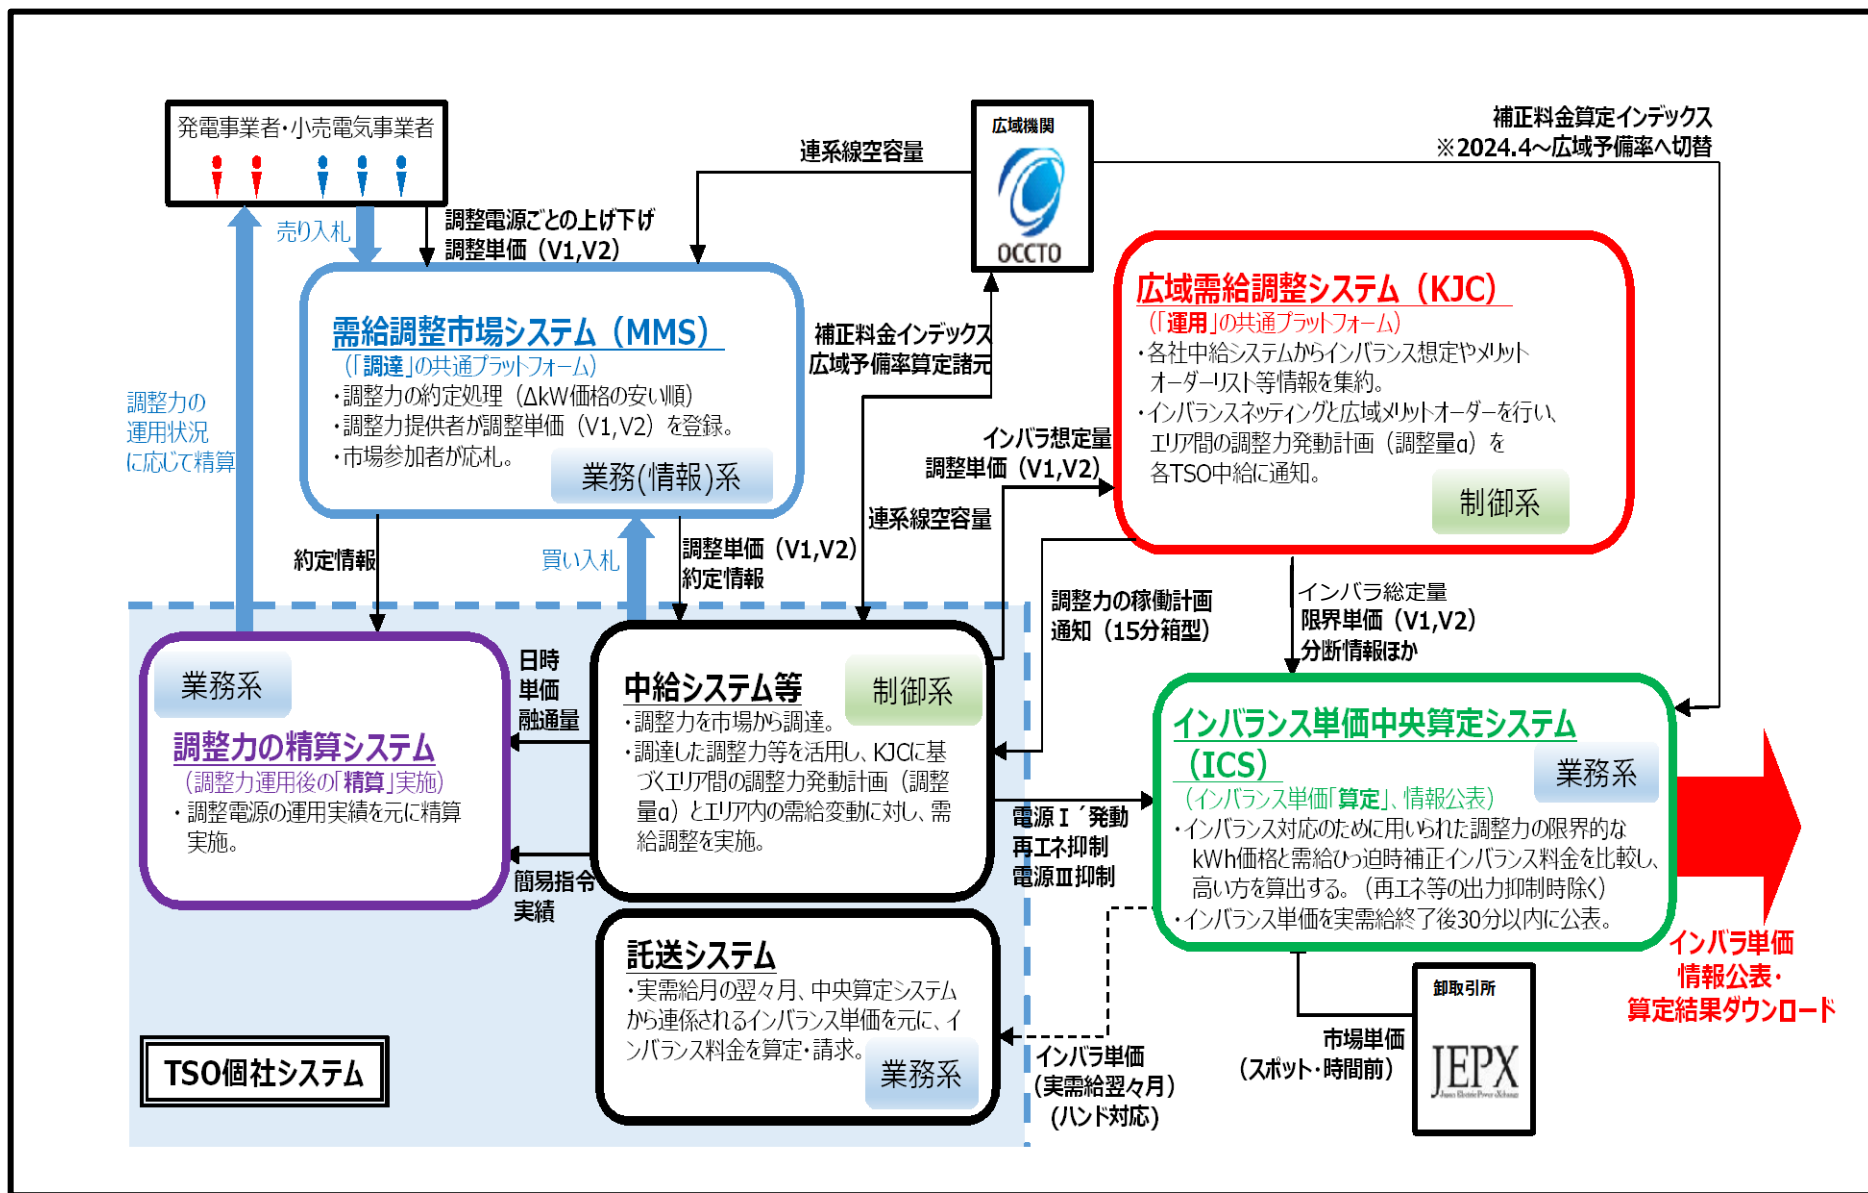 発電事業者・小売電気事業者
売り入札
調整電源ごとの上げ下げ
調整単価（V1,V2）
連系線空容量
広域機関
OCCTO
補正料金算定インデックス
※2024.4～広域予備率へ切替
需給調整市場システム（MMS）
（「調達」の共通プラットフォーム）
・調整力の約定処理（ΔkW価格の安い順）
・調整力提供者が調整単価（V1,V2）を登録。
・市場参加者が応札。
業務(情報)系
補正料金インデックス
広域予備率算定諸元
広域需給調整システム（KJC）
（「運用」の共通プラットフォーム）
・各社中給システムからインバランス想定やメリット
オーダーリスト等情報を集約。
・インバランスネッティングと広域メリットオーダーを行い、
エリア間の調整力発動計画（調整量α）を
各TSO中給に通知。
制御系
調整力の
運用状況
に応じて精算
インバラ想定量
調整単価（V1,V2）
連系線空容量
約定情報
買い入札
調整単価（V1,V2）
約定情報
調整力の稼働計画
通知（15分箱型）
インバラ総定量
限界単価（V1,V2）
分断情報ほか
業務系
調整力の精算システム
（調整力運用後の「精算」実施）
・調整電源の運用実績を元に精算
実施。
日時
単価
融通量
簡易指令
実績
中給システム等
制御系
・調整力を市場から調達。
・調達した調整力等を活用し、KJCに基
づくエリア間の調整力発動計画（調整
量α）とエリア内の需給変動に対し、需
給調整を実施。
電源Ⅰ´発動
再エネ抑制
電源Ⅲ抑制
インバランス単価中央算定システム
（ICS）
業務系
（インバランス単価「算定」、情報公表）
・インバランス対応のために用いられた調整力の限界的な
kWh価格と需給ひっ迫時補正インバランス料金を比較し、
高い方を算出する。（再エネ等の出力抑制時除く）
・インバランス単価を実需給終了後30分以内に公表。
インバラ単価
情報公表・
算定結果ダウンロード
託送システム
・実需給月の翌々月、中央算定システム
から連係されるインバランス単価を元に、イ
ンバランス料金を算定・請求。
業務系
TSO個社システム
インバラ単価
（実需給翌々月）
(ハンド対応)
市場単価
（スポット・時間前）
卸取引所
JEPX
Japan Electric Power eXchange